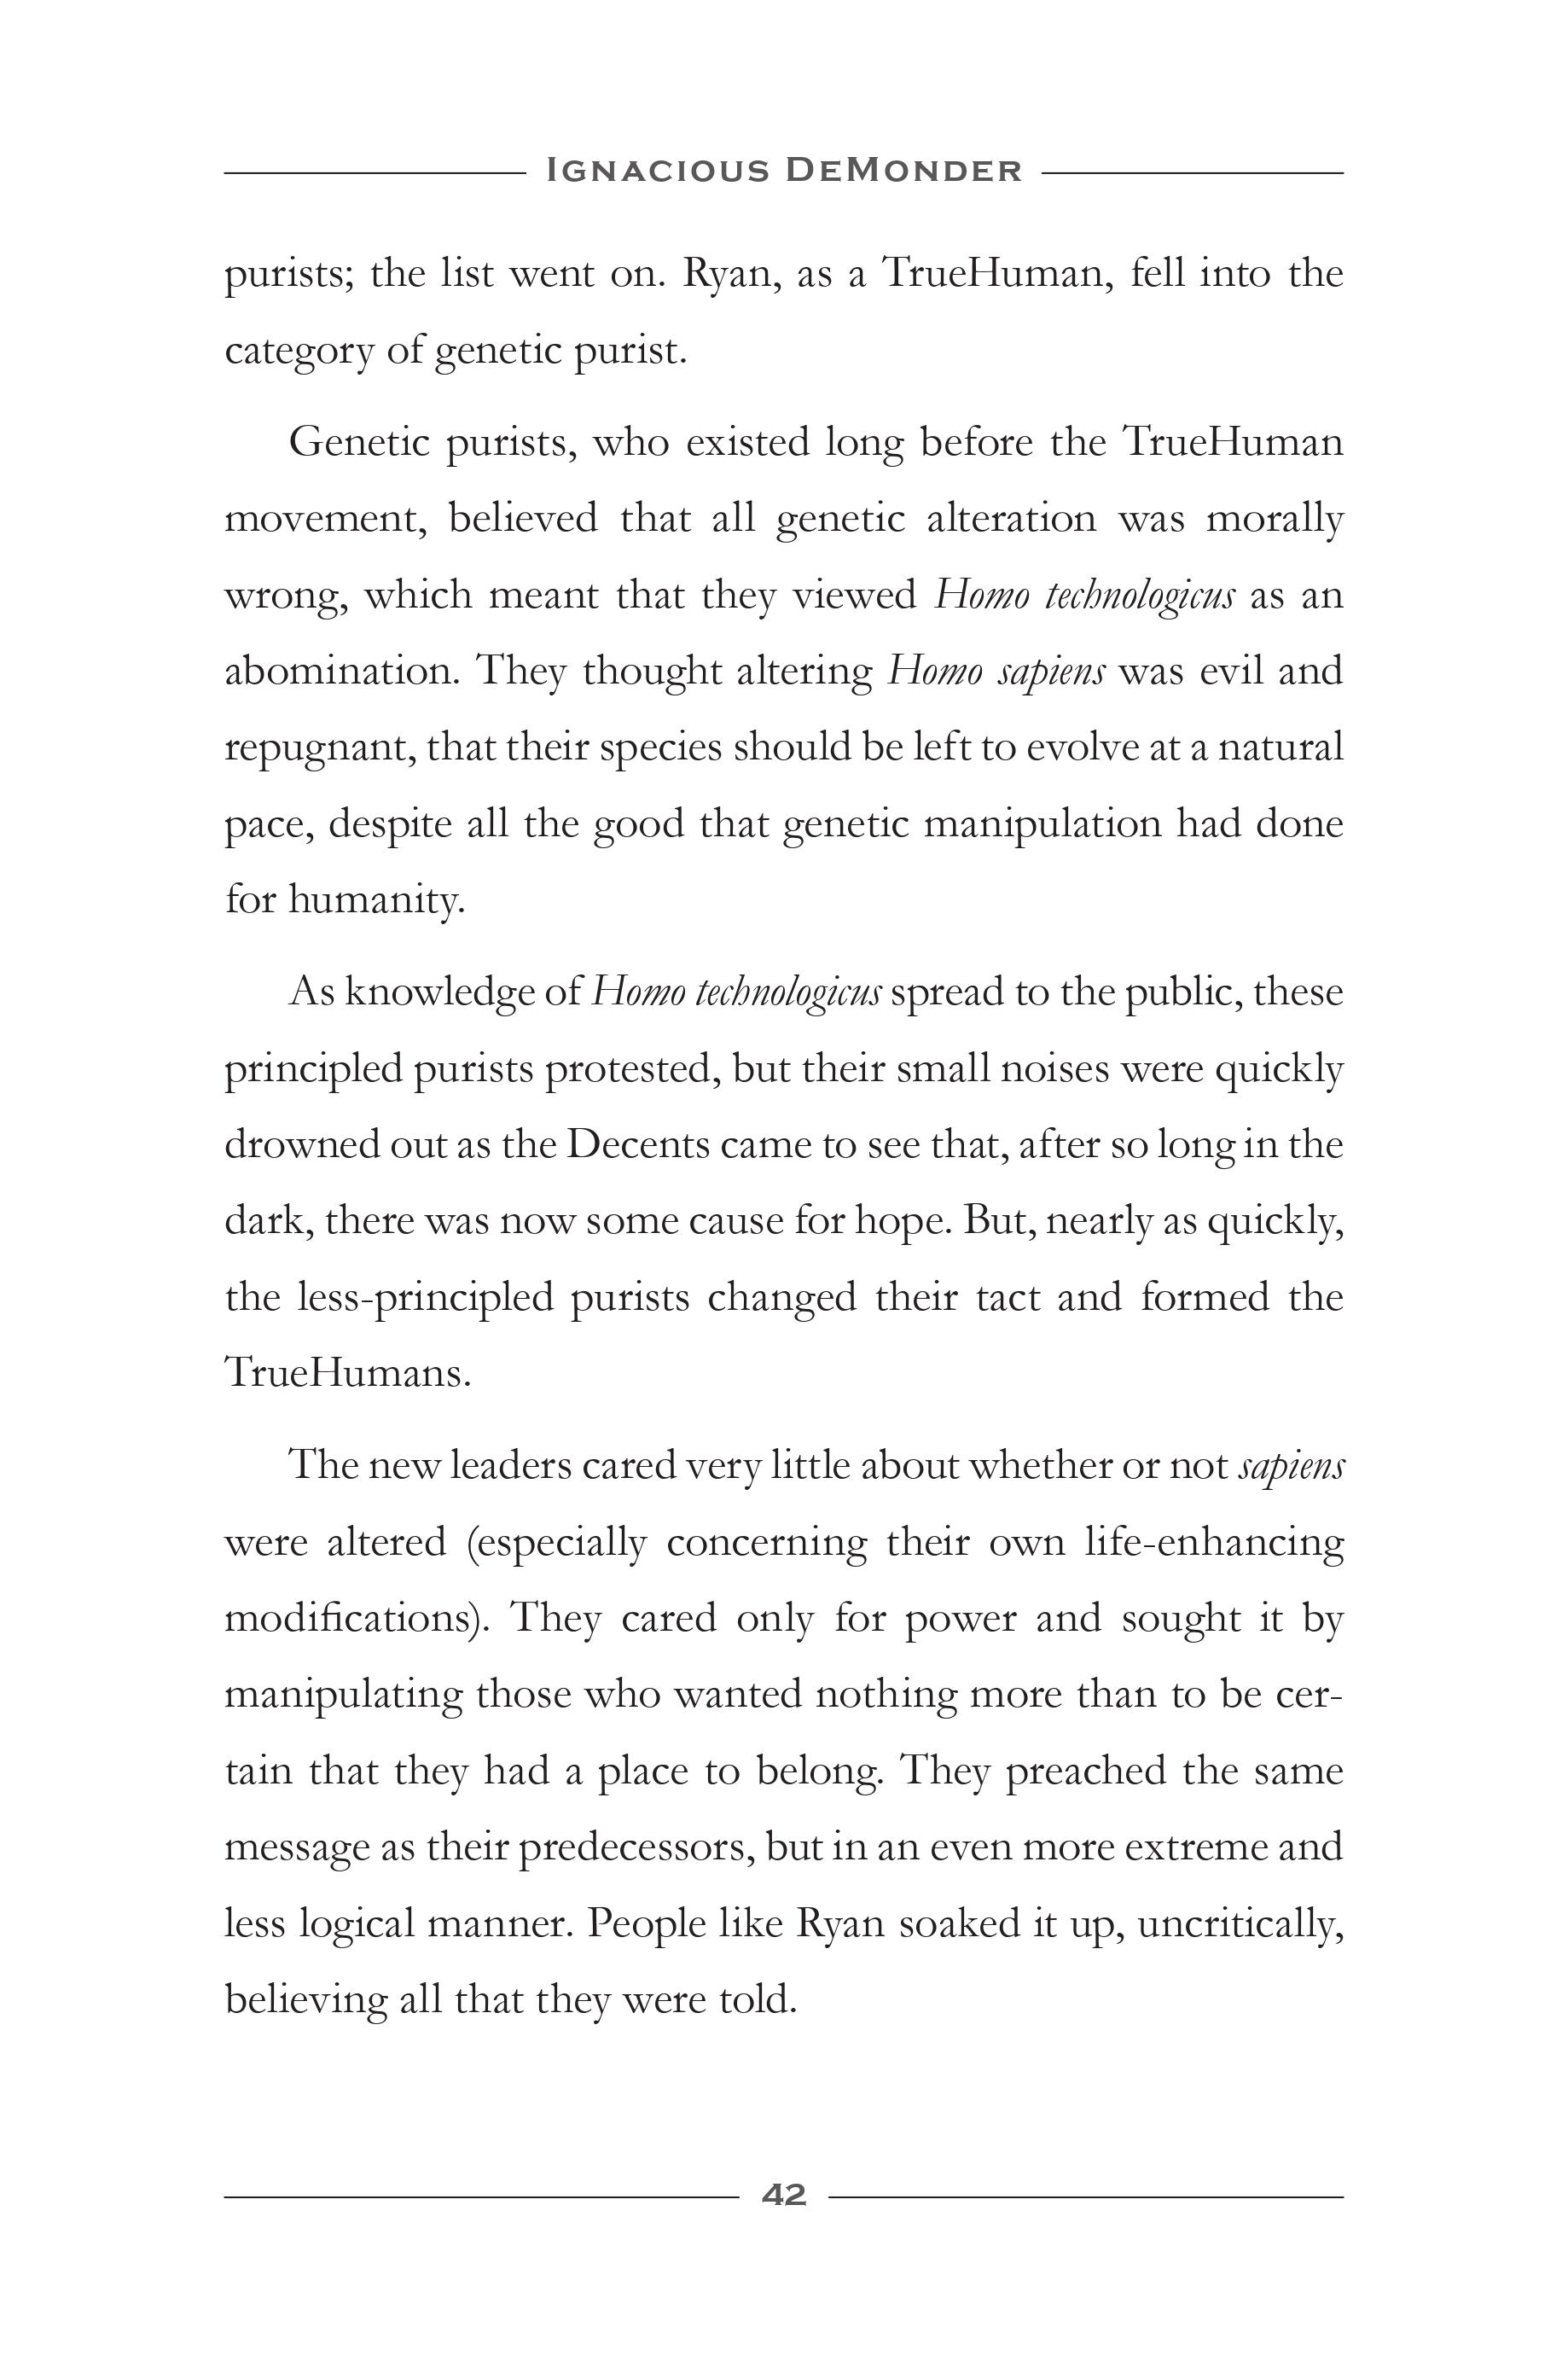 Ignacious DeMonder
purists; the list went on. Ryan, as a TrueHuman, fell into the
category of genetic purist.
Genetic purists, who existed long before the TrueHuman
movement, believed that all genetic alteration was morally
wrong, which meant that they viewed Homo technologicus as an
abomination. They thought altering Homo sapiens was evil and
repugnant, that their species should be left to evolve at a natural
pace, despite all the good that genetic manipulation had done
for humanity.
As knowledge of Homo technologicus spread to the public, these
principled purists protested, but their small noises were quickly
drowned out as the Decents came to see that, after so long in the
dark, there was now some cause for hope. But, nearly as quickly,
the less-principled purists changed their tact and formed the
TrueHumans.
The new leaders cared very little about whether or not sapiens
were altered (especially concerning their own life-enhancing
modifications). They cared only for power and sought it by
manipulating those who wanted nothing more than to be cer-
tain that they had a place to belong. They preached the same
message as their predecessors, but in an even more extreme and
less logical manner. People like Ryan soaked it up, uncritically,
believing all that they were told.
42